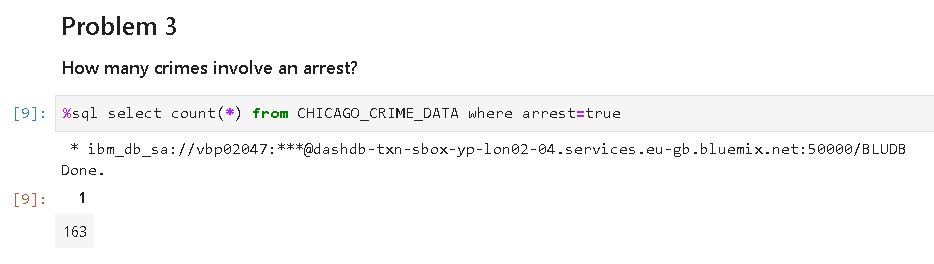 Problem 3
How many crimes involve an arrest?
[9]: %sql select count(*) from CHICAGO_CRIME_DATA where arrest=true
* ibm_db_sa://vbp02047:***@dashdb-txn-sbox-yp-lon02-04.services.eu-gb.bluemix.net:50000/BLUDB
Done.
[9]: 1
163